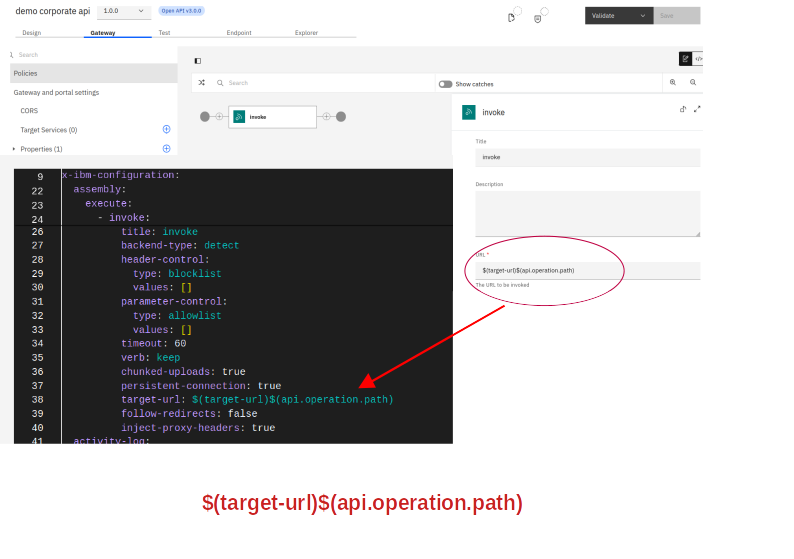 demo corporate api 1.0.0 Open API v3.0.0
Validate Save
Design Gateway Test Endpoint Explorer
Search
Policies
Gateway and portal settings
CORS
Target Services (0)
Properties (1)
Search Show catches
invoke
invoke
Title
invoke
Description
URL *
$(target-url)$(api.operation.path)
The URL to be invoked
9 x-ibm-configuration:
22 assembly:
23 execute:
24 - invoke:
26 title: invoke
27 backend-type: detect
28 header-control:
29 type: blocklist
30 values: []
31 parameter-control:
32 type: allowlist
33 values: []
34 timeout: 60
35 verb: keep
36 chunked-uploads: true
37 persistent-connection: true
38 target-url: $(target-url)$(api.operation.path)
39 follow-redirects: false
40 inject-proxy-headers: true
41 activity-log:
$(target-url)$(api.operation.path)